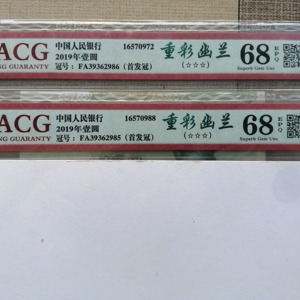 ACG 中国人民银行 16570972 重彩幽兰 68 EPQ
NG GUARANTY 2019年壹圆 (☆☆☆) Superb Gem Unc
冠号：FA39362986（首发冠）
ACG 中国人民银行 16570988 重彩幽兰 68 EPQ
NG GUARANTY 2019年壹圆 (☆☆☆) Superb Gem Unc
冠号：FA39362985（首发冠）